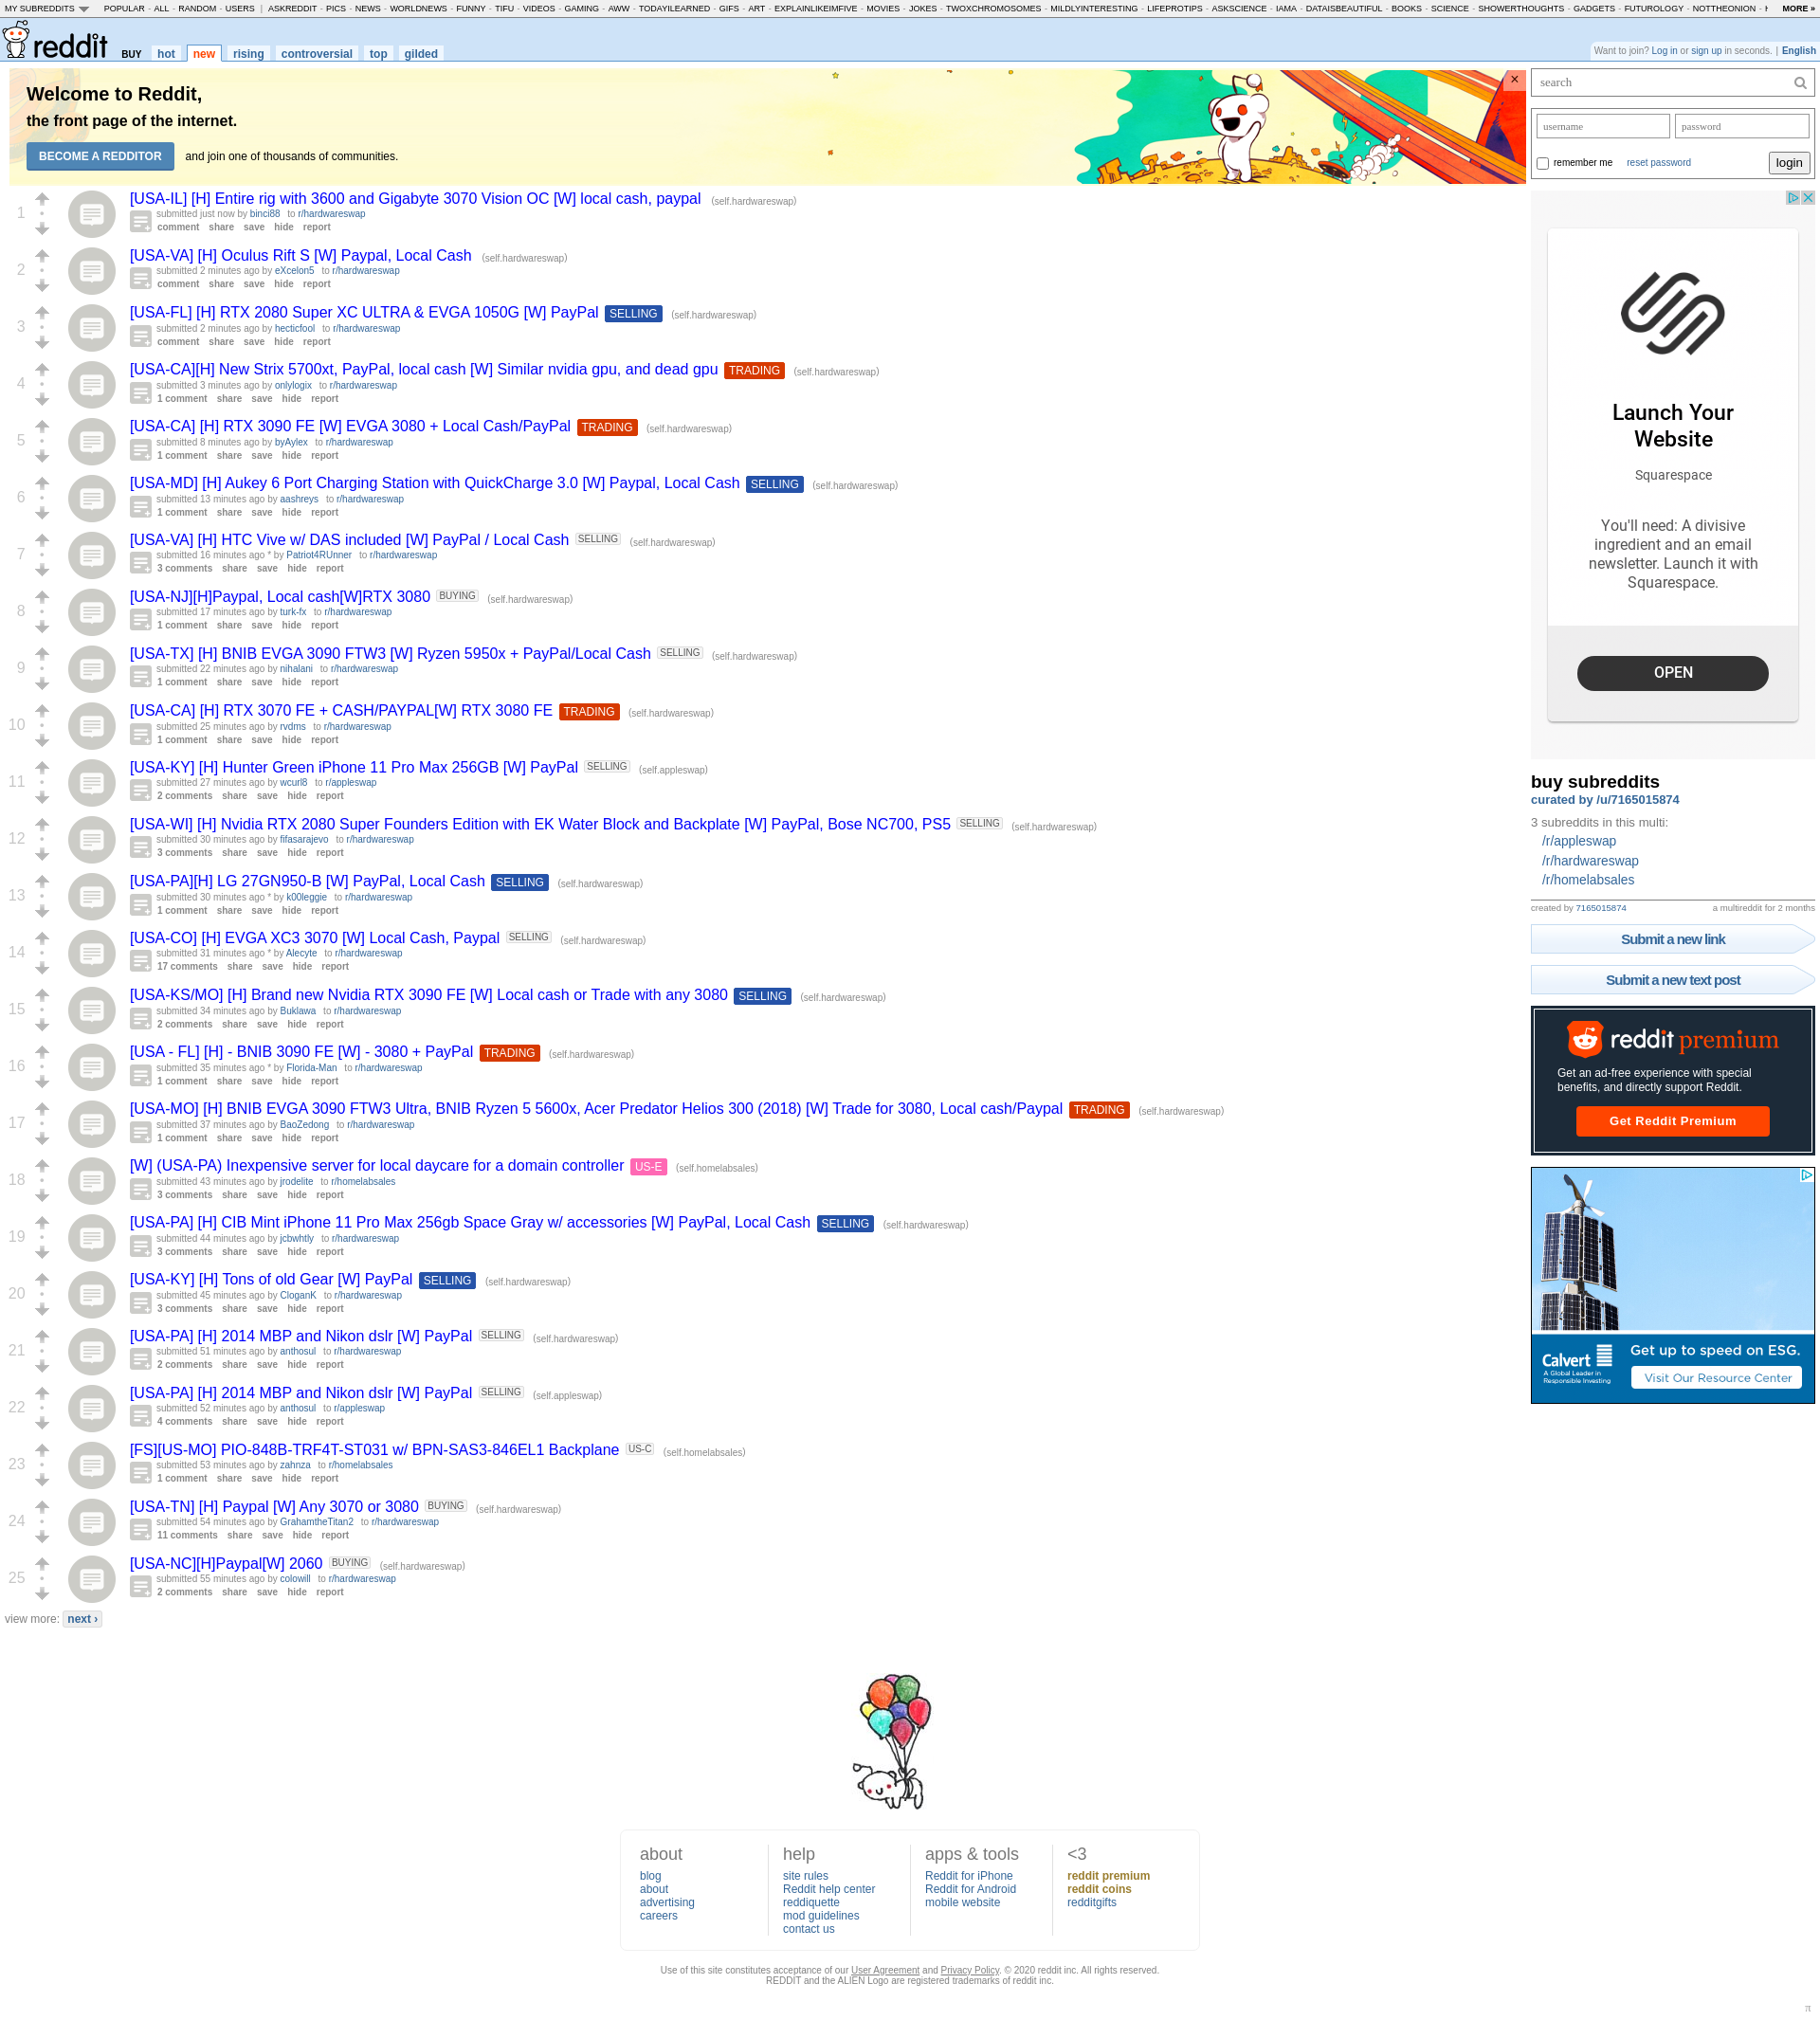 MY SUBREDDITS POPULAR - ALL - RANDOM - USERS | ASKREDDIT - PICS - NEWS - WORLDNEWS - FUNNY - TIFU - VIDEOS - GAMING - AWW - TODAYILEARNED - GIFS - ART - EXPLAINLIKEIMFIVE - MOVIES - JOKES - TWOXCHROMOSOMES - MILDLYINTERESTING - LIFEPROTIPS - ASKSCIENCE - IAMA - DATAISBEAUTIFUL - BOOKS - SCIENCE - SHOWERTHOUGHTS - GADGETS - FUTUROLOGY - NOTTHEONION - MORE »
reddit BUY hot new rising controversial top gilded
Want to join? Log in or sign up in seconds. | English
Welcome to Reddit,
the front page of the internet.
BECOME A REDDITOR and join one of thousands of communities.
×
1
[USA-IL] [H] Entire rig with 3600 and Gigabyte 3070 Vision OC [W] local cash, paypal (self.hardwareswap)
submitted just now by binci88 to r/hardwareswap
comment share save hide report
2
[USA-VA] [H] Oculus Rift S [W] Paypal, Local Cash (self.hardwareswap)
submitted 2 minutes ago by eXcelon5 to r/hardwareswap
comment share save hide report
3
[USA-FL] [H] RTX 2080 Super XC ULTRA & EVGA 1050G [W] PayPal SELLING (self.hardwareswap)
submitted 2 minutes ago by hecticfool to r/hardwareswap
comment share save hide report
4
[USA-CA][H] New Strix 5700xt, PayPal, local cash [W] Similar nvidia gpu, and dead gpu TRADING (self.hardwareswap)
submitted 3 minutes ago by onlylogix to r/hardwareswap
1 comment share save hide report
5
[USA-CA] [H] RTX 3090 FE [W] EVGA 3080 + Local Cash/PayPal TRADING (self.hardwareswap)
submitted 8 minutes ago by byAylex to r/hardwareswap
1 comment share save hide report
6
[USA-MD] [H] Aukey 6 Port Charging Station with QuickCharge 3.0 [W] Paypal, Local Cash SELLING (self.hardwareswap)
submitted 13 minutes ago by aashreys to r/hardwareswap
1 comment share save hide report
7
[USA-VA] [H] HTC Vive w/ DAS included [W] PayPal / Local Cash SELLING (self.hardwareswap)
submitted 16 minutes ago * by Patriot4RUnner to r/hardwareswap
3 comments share save hide report
8
[USA-NJ][H]Paypal, Local cash[W]RTX 3080 BUYING (self.hardwareswap)
submitted 17 minutes ago by turk-fx to r/hardwareswap
1 comment share save hide report
9
[USA-TX] [H] BNIB EVGA 3090 FTW3 [W] Ryzen 5950x + PayPal/Local Cash SELLING (self.hardwareswap)
submitted 22 minutes ago by nihalani to r/hardwareswap
1 comment share save hide report
10
[USA-CA] [H] RTX 3070 FE + CASH/PAYPAL[W] RTX 3080 FE TRADING (self.hardwareswap)
submitted 25 minutes ago by rvdms to r/hardwareswap
1 comment share save hide report
11
[USA-KY] [H] Hunter Green iPhone 11 Pro Max 256GB [W] PayPal SELLING (self.appleswap)
submitted 27 minutes ago by wcurl8 to r/appleswap
2 comments share save hide report
12
[USA-WI] [H] Nvidia RTX 2080 Super Founders Edition with EK Water Block and Backplate [W] PayPal, Bose NC700, PS5 SELLING (self.hardwareswap)
submitted 30 minutes ago by fifasarajevo to r/hardwareswap
3 comments share save hide report
13
[USA-PA][H] LG 27GN950-B [W] PayPal, Local Cash SELLING (self.hardwareswap)
submitted 30 minutes ago * by k00leggie to r/hardwareswap
1 comment share save hide report
14
[USA-CO] [H] EVGA XC3 3070 [W] Local Cash, Paypal SELLING (self.hardwareswap)
submitted 31 minutes ago * by Alecyte to r/hardwareswap
17 comments share save hide report
15
[USA-KS/MO] [H] Brand new Nvidia RTX 3090 FE [W] Local cash or Trade with any 3080 SELLING (self.hardwareswap)
submitted 34 minutes ago by Buklawa to r/hardwareswap
2 comments share save hide report
16
[USA - FL] [H] - BNIB 3090 FE [W] - 3080 + PayPal TRADING (self.hardwareswap)
submitted 35 minutes ago * by Florida-Man to r/hardwareswap
1 comment share save hide report
17
[USA-MO] [H] BNIB EVGA 3090 FTW3 Ultra, BNIB Ryzen 5 5600x, Acer Predator Helios 300 (2018) [W] Trade for 3080, Local cash/Paypal TRADING (self.hardwareswap)
submitted 37 minutes ago by BaoZedong to r/hardwareswap
1 comment share save hide report
18
[W] (USA-PA) Inexpensive server for local daycare for a domain controller US-E (self.homelabsales)
submitted 43 minutes ago by jrodelite to r/homelabsales
3 comments share save hide report
19
[USA-PA] [H] CIB Mint iPhone 11 Pro Max 256gb Space Gray w/ accessories [W] PayPal, Local Cash SELLING (self.hardwareswap)
submitted 44 minutes ago by jcbwhtly to r/hardwareswap
3 comments share save hide report
20
[USA-KY] [H] Tons of old Gear [W] PayPal SELLING (self.hardwareswap)
submitted 45 minutes ago by CloganK to r/hardwareswap
3 comments share save hide report
21
[USA-PA] [H] 2014 MBP and Nikon dslr [W] PayPal SELLING (self.hardwareswap)
submitted 51 minutes ago by anthosul to r/hardwareswap
2 comments share save hide report
22
[USA-PA] [H] 2014 MBP and Nikon dslr [W] PayPal SELLING (self.appleswap)
submitted 52 minutes ago by anthosul to r/appleswap
4 comments share save hide report
23
[FS][US-MO] PIO-848B-TRF4T-ST031 w/ BPN-SAS3-846EL1 Backplane US-C (self.homelabsales)
submitted 53 minutes ago by zahnza to r/homelabsales
1 comment share save hide report
24
[USA-TN] [H] Paypal [W] Any 3070 or 3080 BUYING (self.hardwareswap)
submitted 54 minutes ago by GrahamtheTitan2 to r/hardwareswap
11 comments share save hide report
25
[USA-NC][H]Paypal[W] 2060 BUYING (self.hardwareswap)
submitted 55 minutes ago by colowill to r/hardwareswap
2 comments share save hide report
view more: next ›
search
username password
remember me reset password login
Launch Your
Website
Squarespace
You'll need: A divisive
ingredient and an email
newsletter. Launch it with
Squarespace.
OPEN
buy subreddits
curated by /u/7165015874
3 subreddits in this multi:
/r/appleswap
/r/hardwareswap
/r/homelabsales
created by 7165015874 a multireddit for 2 months
Submit a new link
Submit a new text post
reddit premium
Get an ad-free experience with special
benefits, and directly support Reddit.
Get Reddit Premium
Calvert
A Global Leader in
Responsible Investing
Get up to speed on ESG.
Visit Our Resource Center
about
blog
about
advertising
careers
help
site rules
Reddit help center
reddiquette
mod guidelines
contact us
apps & tools
Reddit for iPhone
Reddit for Android
mobile website
<3
reddit premium
reddit coins
redditgifts
Use of this site constitutes acceptance of our User Agreement and Privacy Policy. © 2020 reddit inc. All rights reserved.
REDDIT and the ALIEN Logo are registered trademarks of reddit inc.
π